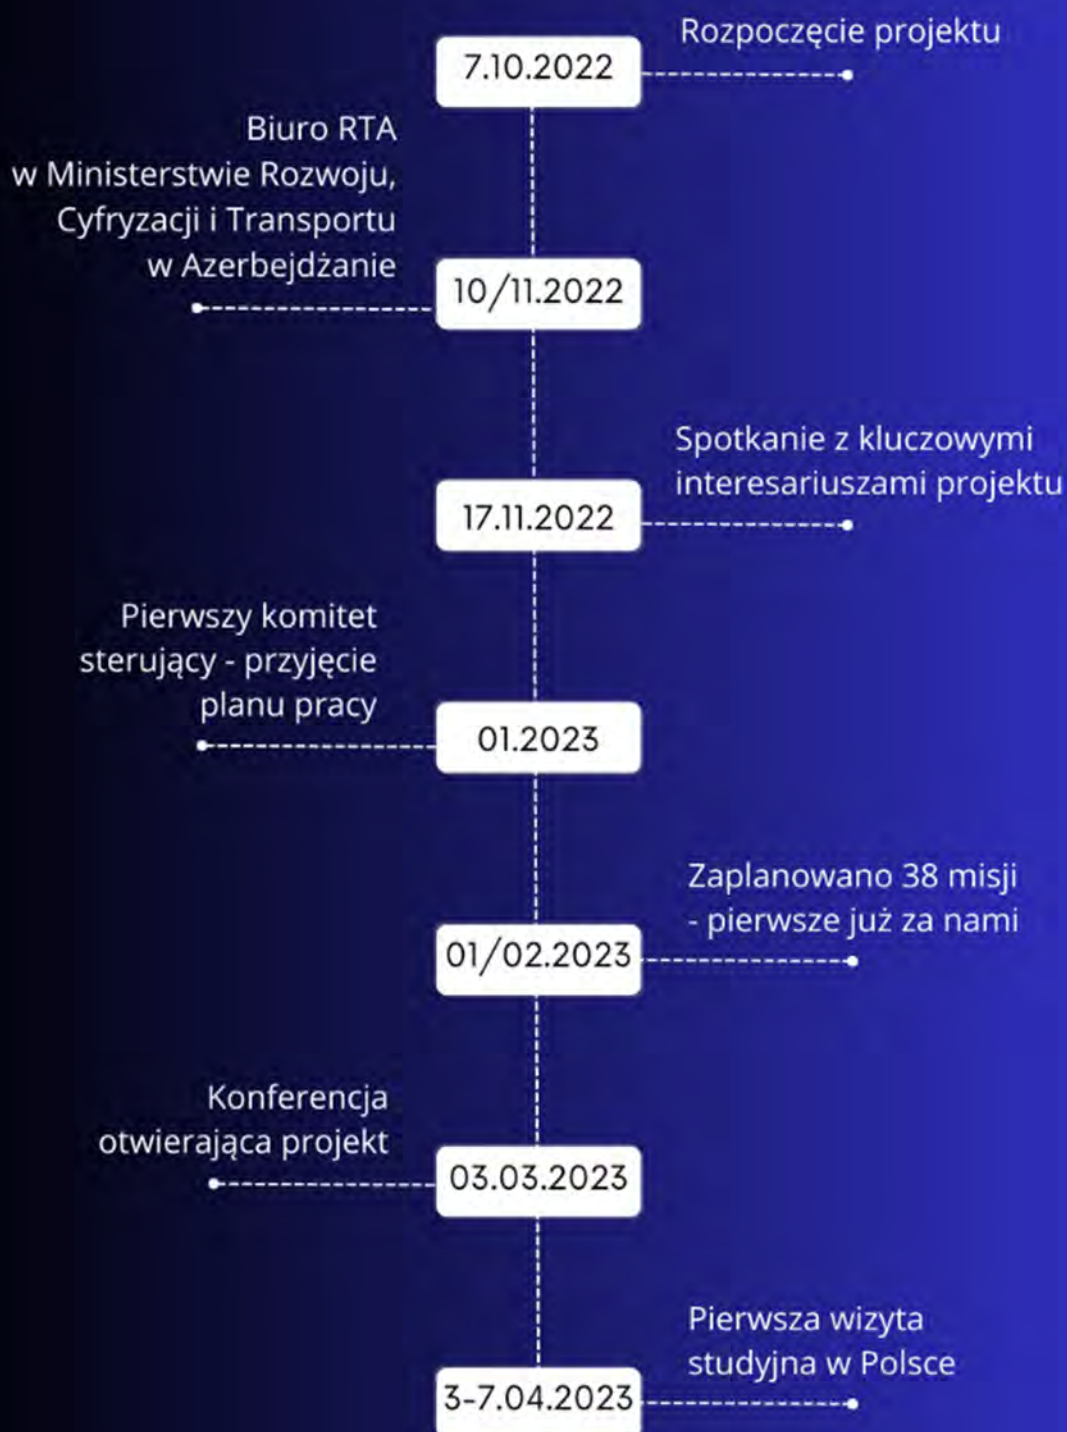 Rozpoczęcie projektu
7.10.2022
Biuro RTA
w Ministerstwie Rozwoju,
Cyfryzacji i Transportu
w Azerbejdżanie
10/11.2022
Spotkanie z kluczowymi
interesariuszami projektu
17.11.2022
Pierwszy komitet
sterujący - przyjęcie
planu pracy
01.2023
Zaplanowano 38 misji
- pierwsze już za nami
01/02.2023
Konferencja
otwierająca projekt
03.03.2023
Pierwsza wizyta
studyjna w Polsce
3-7.04.2023